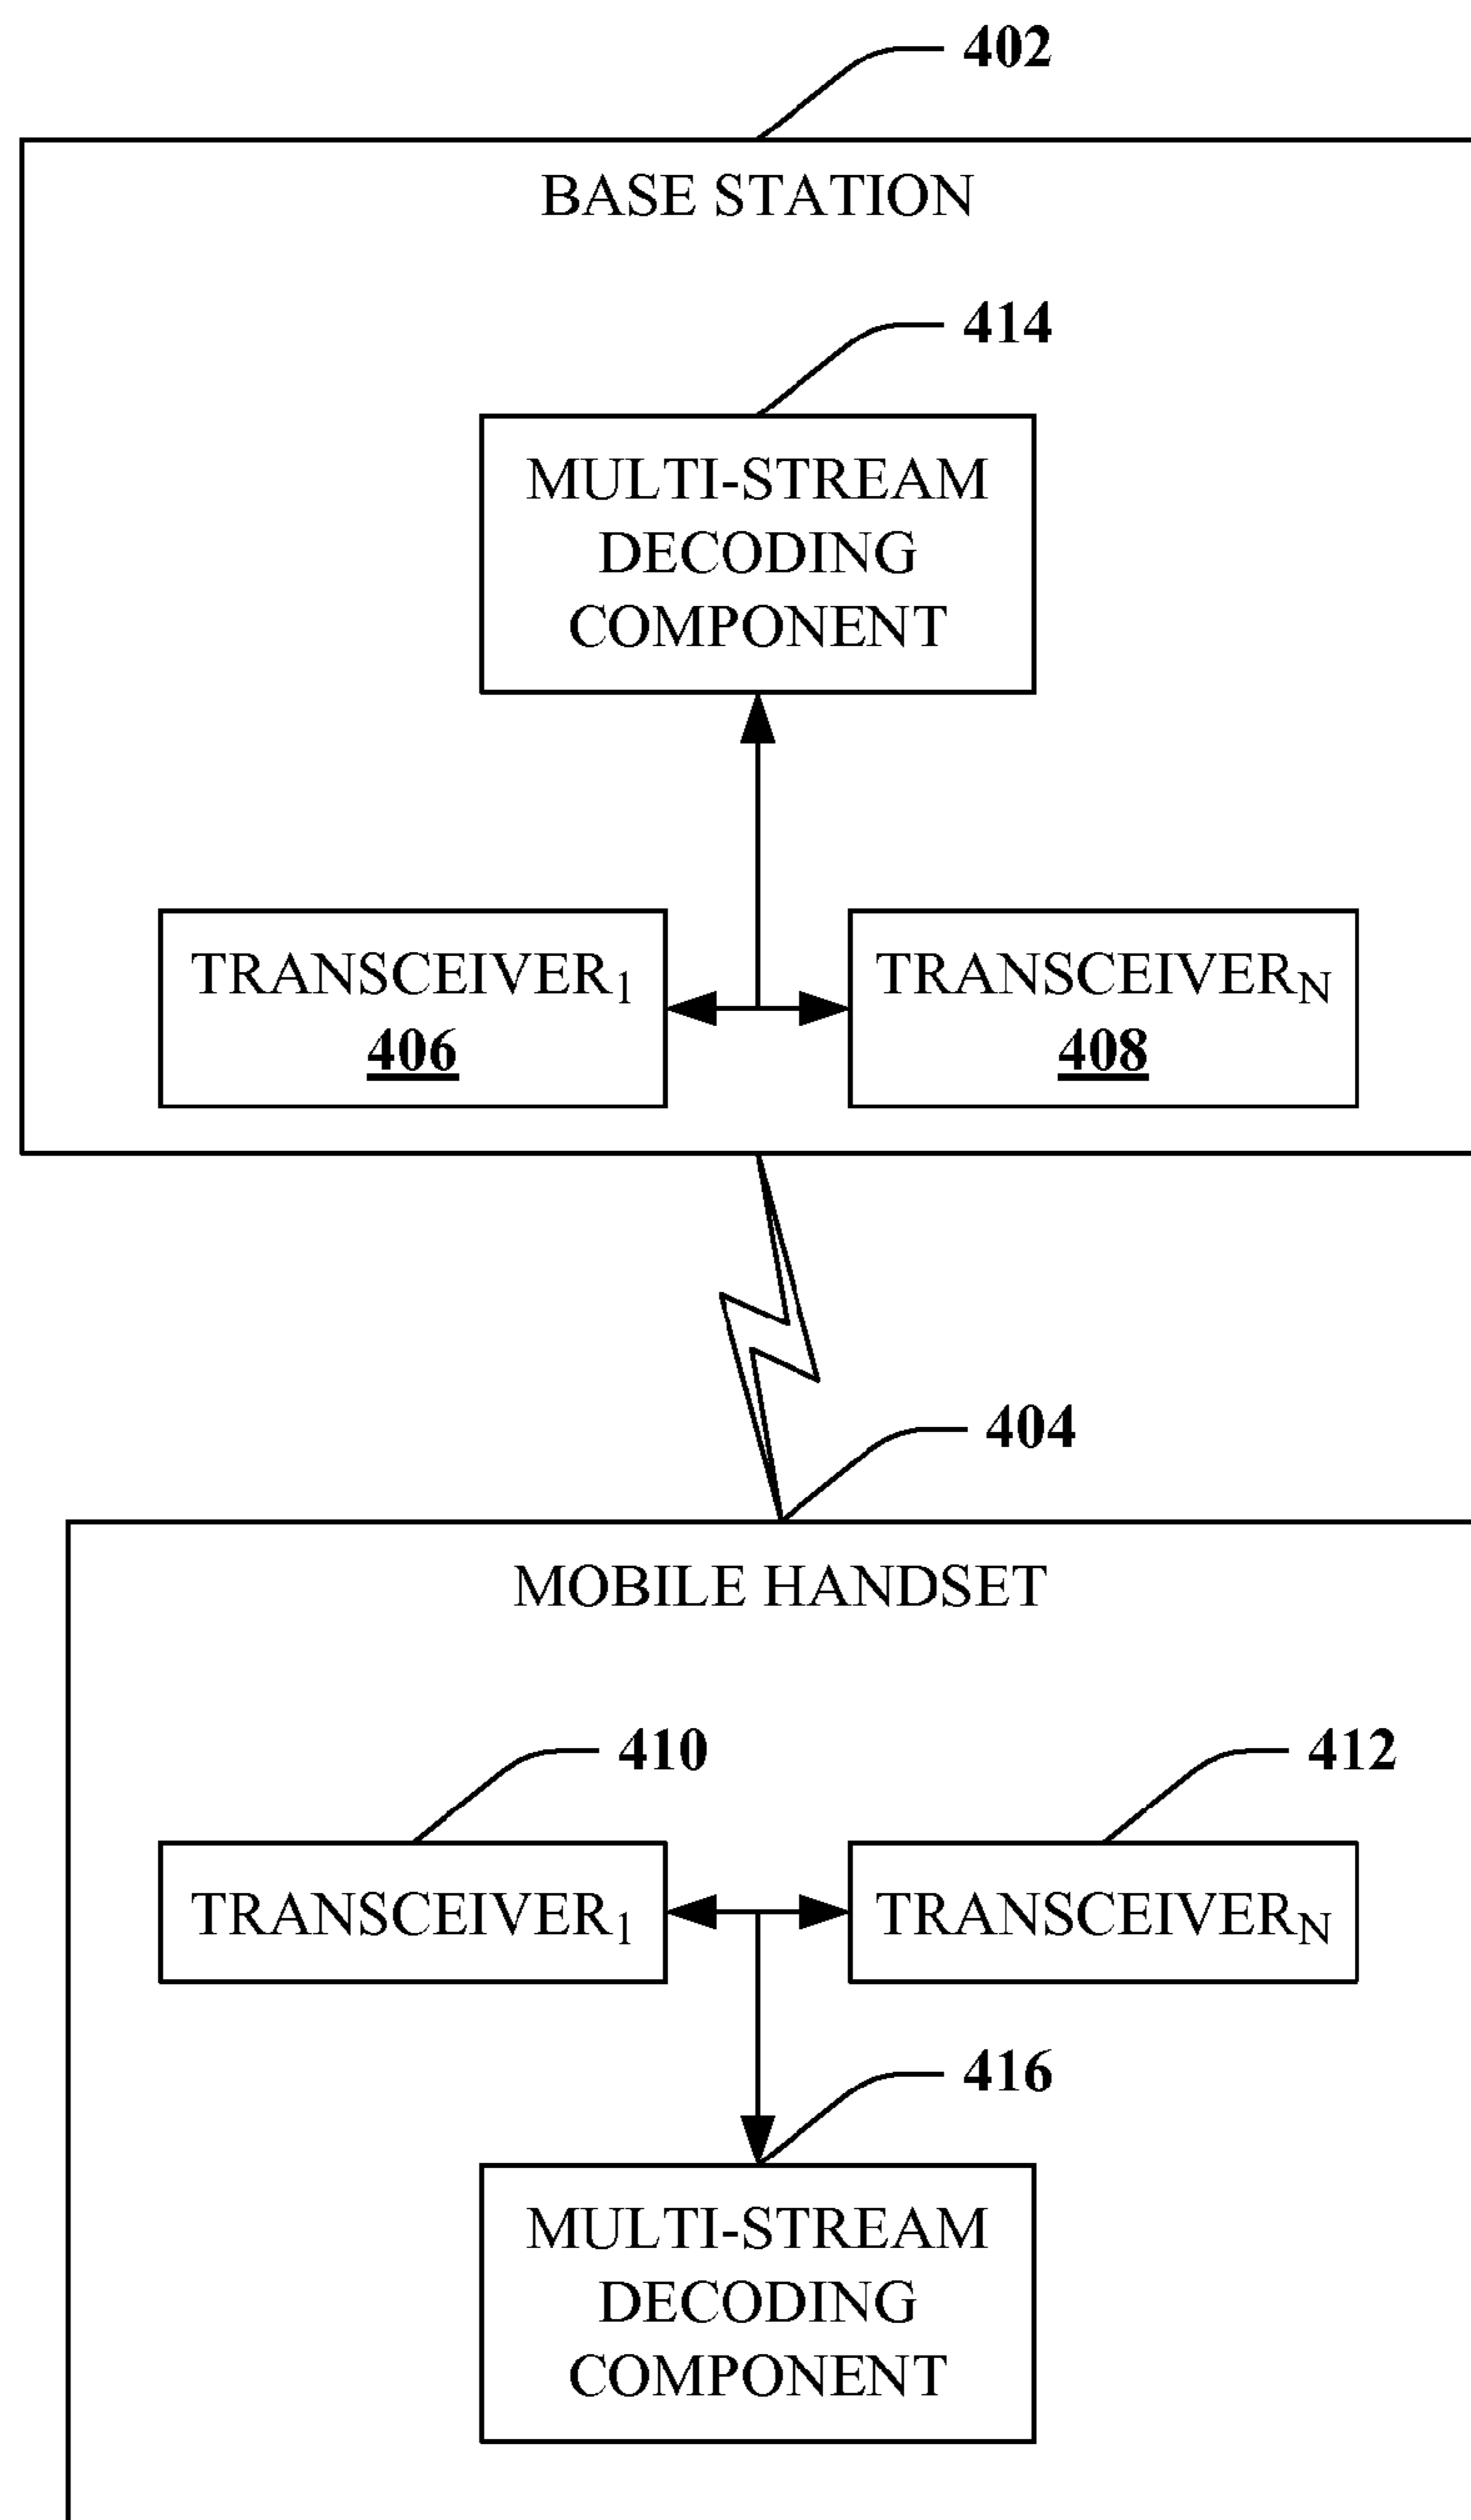 402
BASE STATION
414
MULTI-STREAM
DECODING
COMPONENT
TRANSCEIVER1
406
TRANSCEIVERN
408
404
MOBILE HANDSET
410
412
TRANSCEIVER1
TRANSCEIVERN
416
MULTI-STREAM
DECODING
COMPONENT